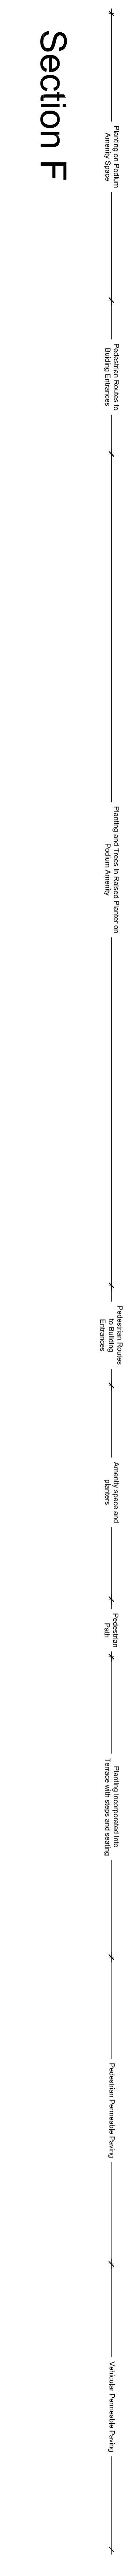 Planting on Podium
Amenity Space
Pedestrian Routes to
Buiding Entrances
Planting and Trees in Raised Planter on
Podium Amenity
Pedestrian Routes
to Building
Entrances
Amenity space and
planters
Pedestrian
Path
Planting Incorporated Into
Terrace with steps and seating
Pedestrian Permeable Paving
Vehicular Permeable Paving
Section F